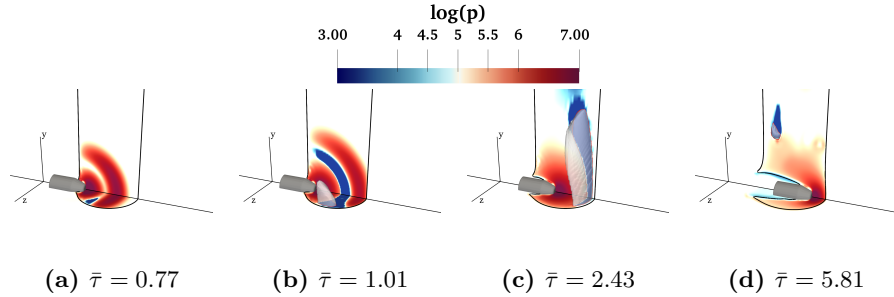 log(p)
3.00 4 4.5 5 5.5 6 7.00
y z y z y z y z
(a) τ̄ = 0.77 (b) τ̄ = 1.01 (c) τ̄ = 2.43 (d) τ̄ = 5.81